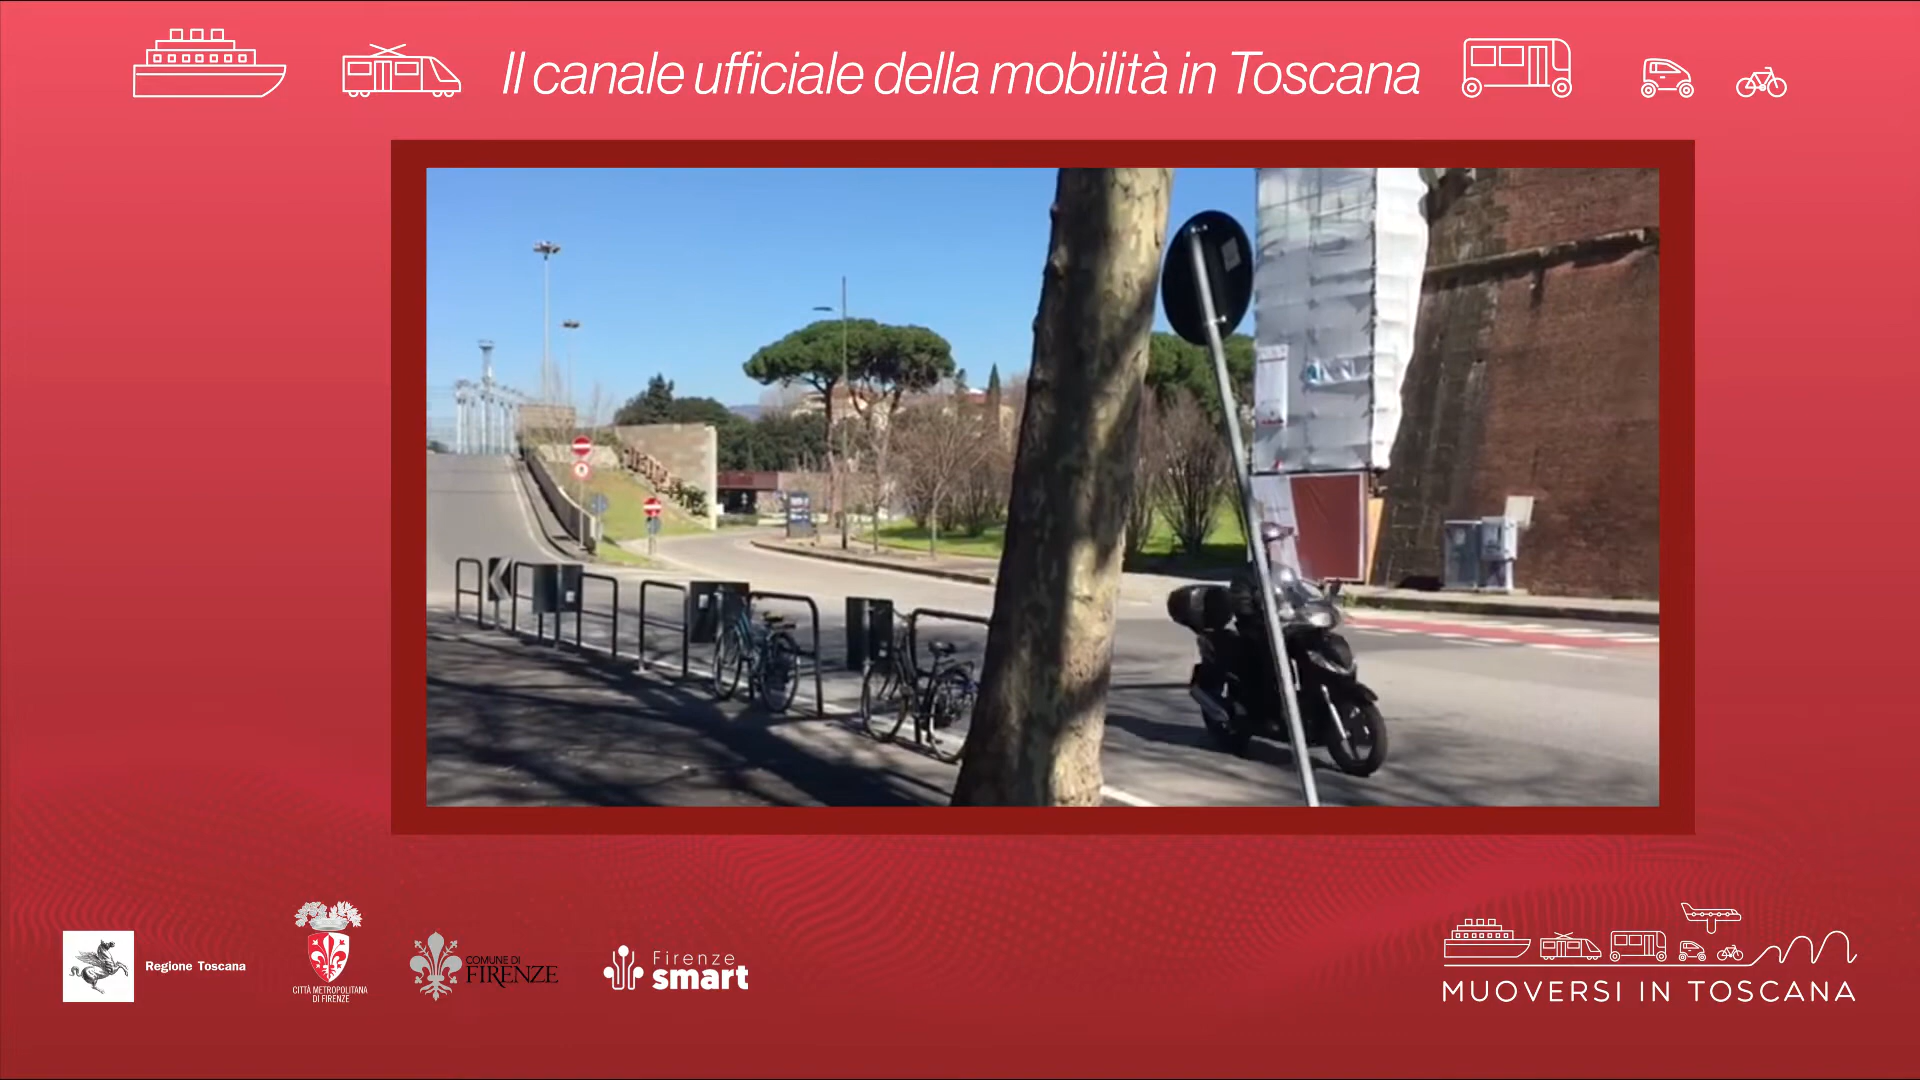 Il canale ufficiale della mobilità in Toscana
Regione Toscana
CITTÀ METROPOLITANA
DI FIRENZE
COMUNE DI
FIRENZE
Firenze
smart
MUOVERSI IN TOSCANA